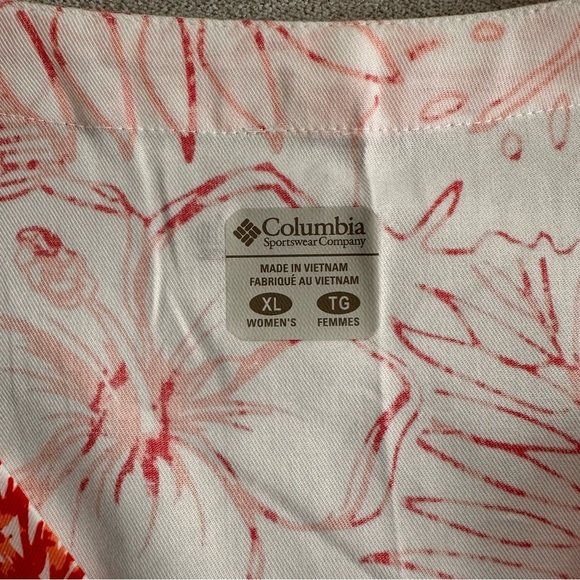 Columbia
Sportswear Company
MADE IN VIETNAM
FABRIQUÉ AU VIETNAM
XL TG
WOMEN'S FEMMES